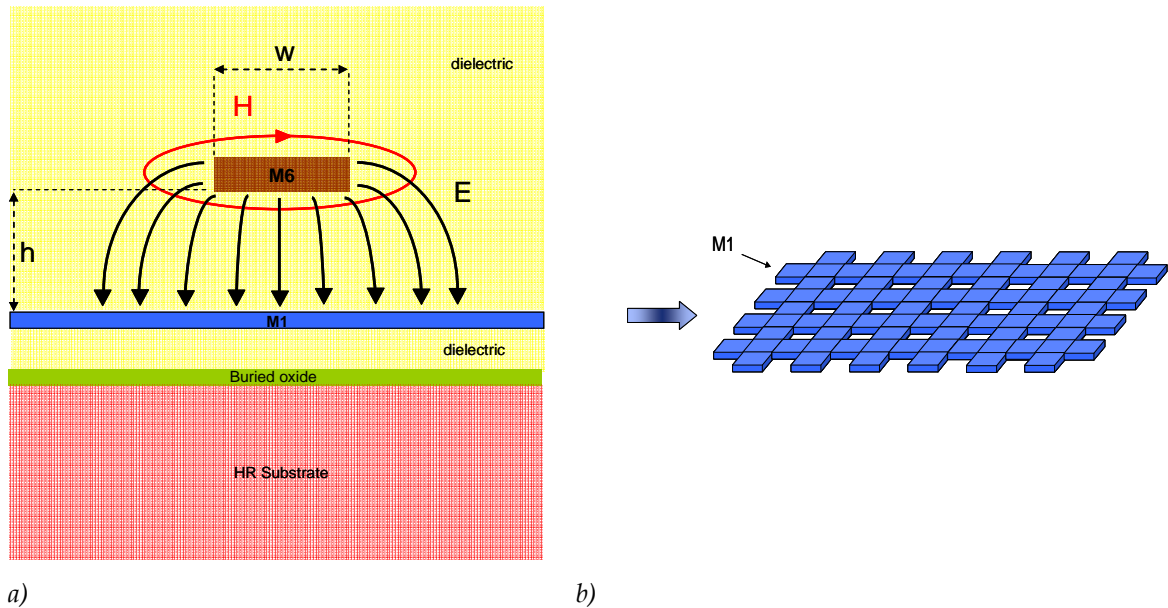 W
dielectric
H
M6
E
h
M1
dielectric
Buried oxide
HR Substrate
a)
M1
b)